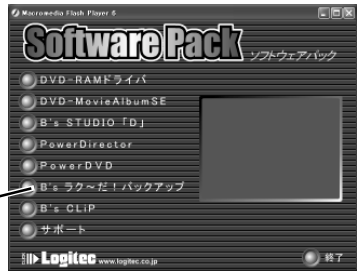 Macromedia Flash Player 6
Software Pack ソフトウェアパック
DVD-RAMドライバ
DVD-MovieAlbumSE
B's STUDIO「D」
PowerDirector
PowerDVD
B's ラク～だ！バックアップ
B's CLiP
サポート
Logitec www.logitec.co.jp
終了